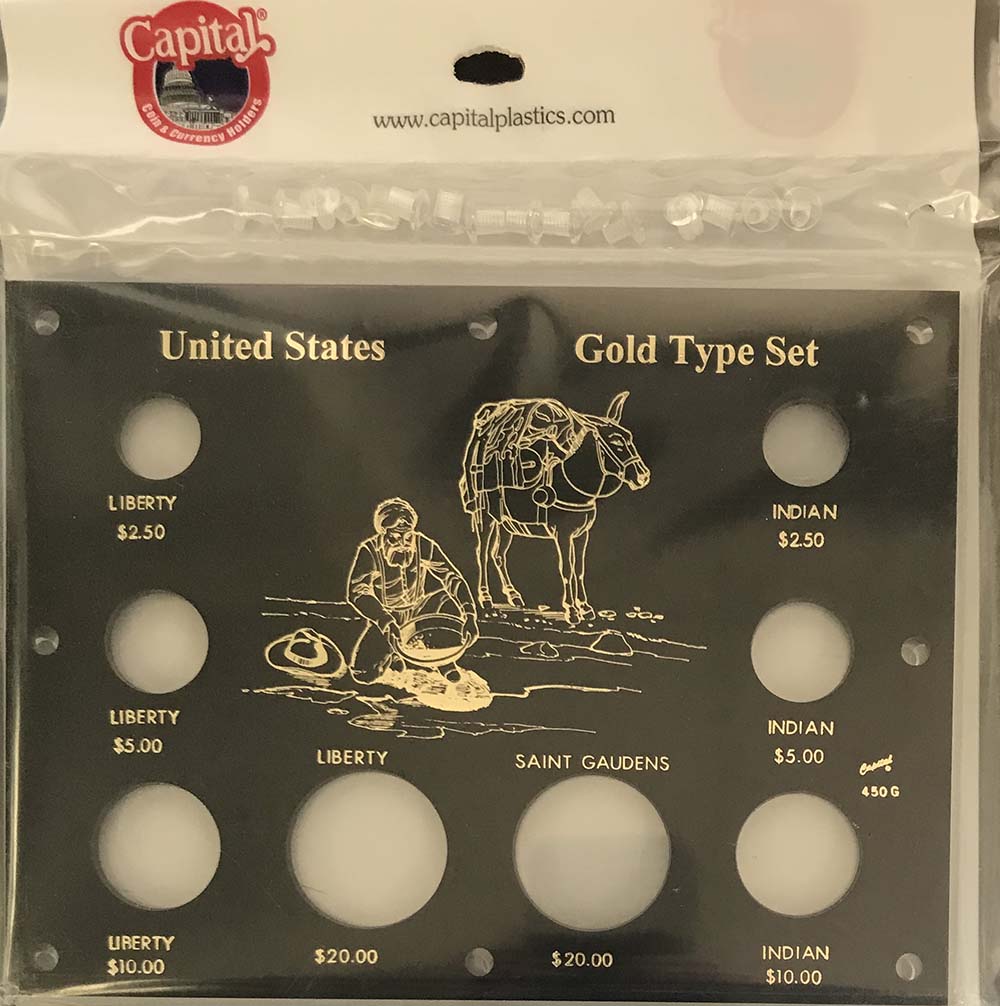 Capital®
Coin & Currency Holders
www.capitalplastics.com
United States
Gold Type Set
LIBERTY
$2.50
INDIAN
$2.50
LIBERTY
$5.00
INDIAN
$5.00
LIBERTY
SAINT GAUDENS
Capital
450G
LIBERTY
$10.00
$20.00
$20.00
INDIAN
$10.00